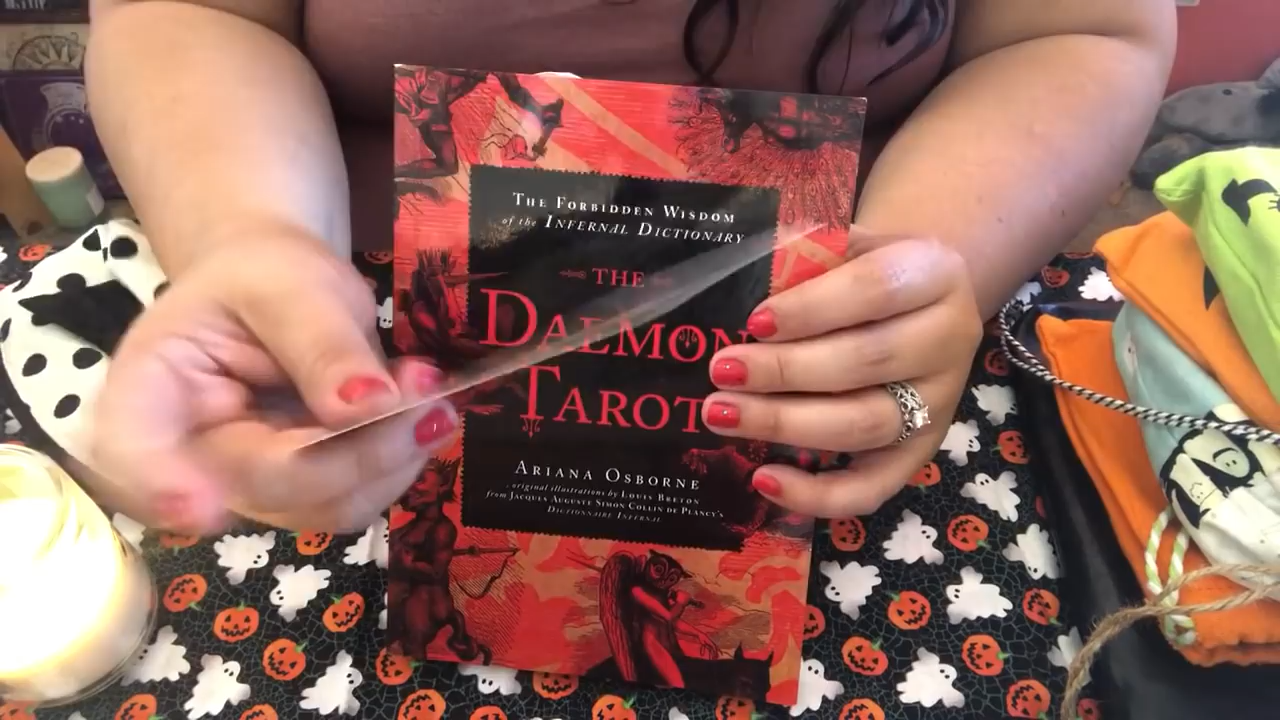 THE FORBIDDEN WISDOM
of the INFERNAL DICTIONARY
THE
DAEMON
TAROT
ARIANA OSBORNE
original illustrations by LOUIS BRETON
from JACQUES AUGUSTE SIMON COLLIN DE PLANCY'S
DICTIONNAIRE INFERNAL